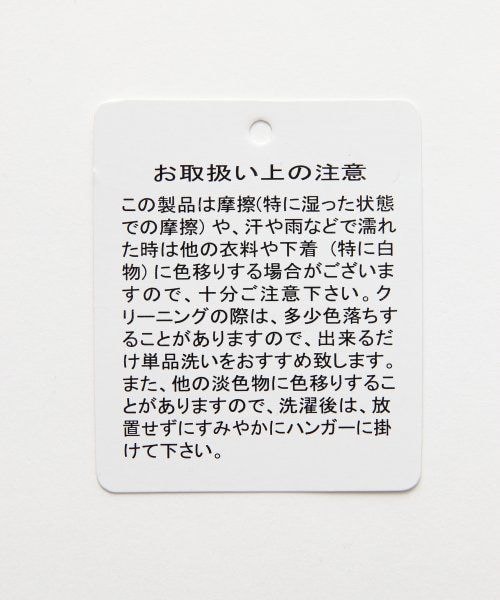 お取扱い上の注意
この製品は摩擦(特に湿った状態
での摩擦) や、汗や雨などで濡れ
た時は他の衣料や下着 (特に白
物) に色移りする場合がございま
すので、十分ご注意下さい。ク
リーニングの際は、多少色落ちす
ることがありますので、出来るだ
け単品洗いをおすすめ致します。
また、他の淡色物に色移りするこ
とがありますので、洗濯後は、放
置せずにすみやかにハンガーに掛
けて下さい。